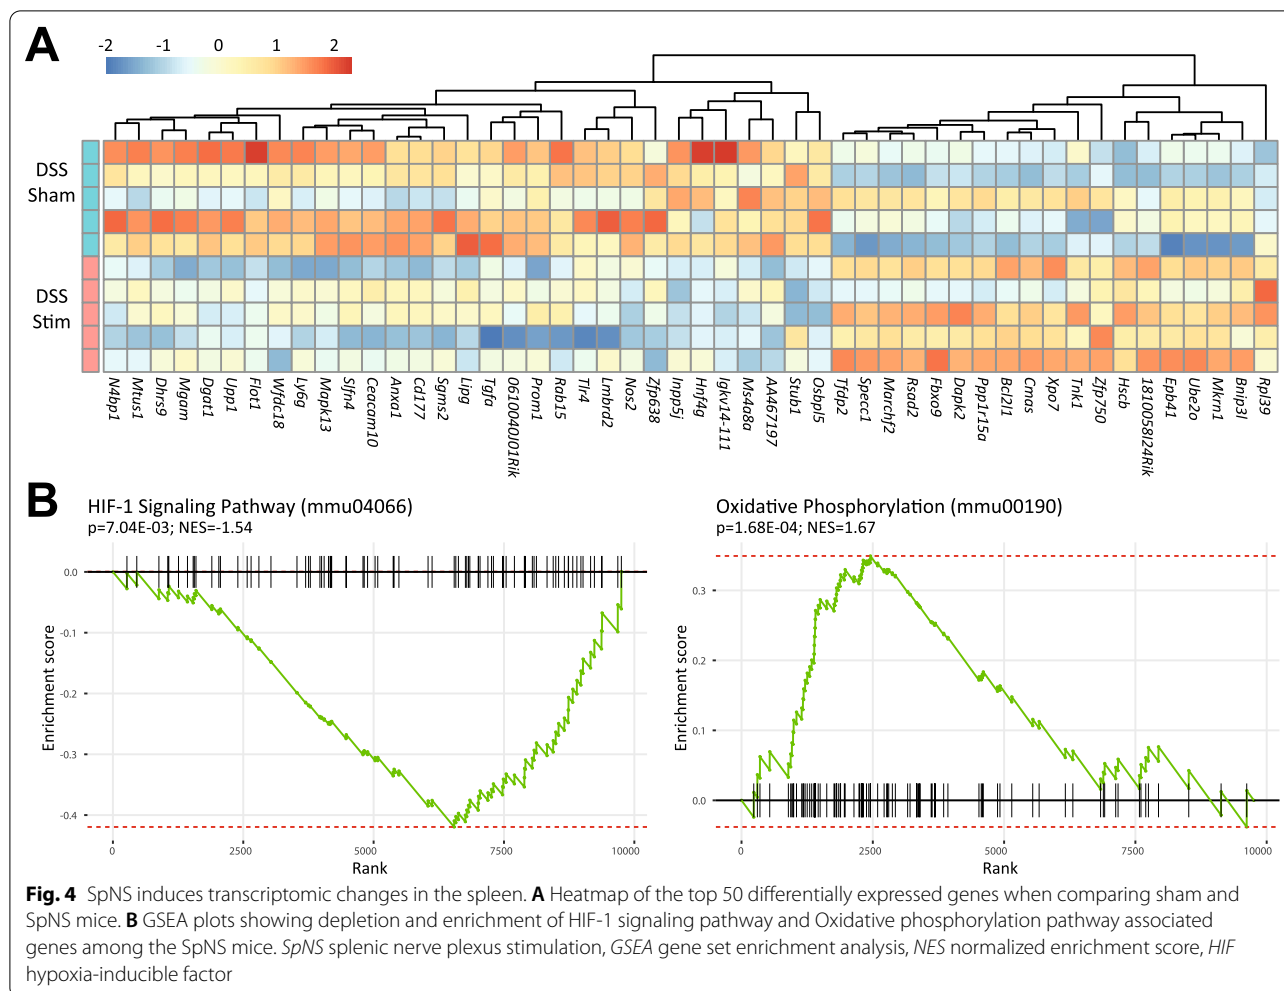 A
-2 -1 0 1 2
DSS
Sham
DSS
Stim
N4bp1 Mtus1 Dhrs9 Mgam Dgat1 Upp1 Flot1 Wfdc18 Ly6g Mapk13 Slfn4 Ceacam10 Anxa1 Cd177 Sgms2 Lipg Tgfa 0610040J01Rik Prom1 Rab15 Tlr4 Lmbrd2 Nos2 Zfp638 Inpp5j Hnf4g Igkv14-111 Ms4a8a AA467197 Stub1 Osbpl5 Tfdp2 Specc1 Marchf2 Rsad2 Fbxo9 Dapk2 Ppp1r15a Bcl2l1 Cmas Xpo7 Tnk1 Zfp750 Hscb 1810058I24Rik Epb41 Ube2o Mkrn1 Bnip3l Rpl39
B
HIF-1 Signaling Pathway (mmu04066)
p=7.04E-03; NES=-1.54
Enrichment score
0.0
-0.1
-0.2
-0.3
-0.4
0 2500 5000 7500 10000
Rank
Oxidative Phosphorylation (mmu00190)
p=1.68E-04; NES=1.67
Enrichment score
0.3
0.2
0.1
0.0
0 2500 5000 7500 10000
Rank
Fig. 4 SpNS induces transcriptomic changes in the spleen. A Heatmap of the top 50 differentially expressed genes when comparing sham and
SpNS mice. B GSEA plots showing depletion and enrichment of HIF-1 signaling pathway and Oxidative phosphorylation pathway associated
genes among the SpNS mice. SpNS splenic nerve plexus stimulation, GSEA gene set enrichment analysis, NES normalized enrichment score, HIF
hypoxia-inducible factor